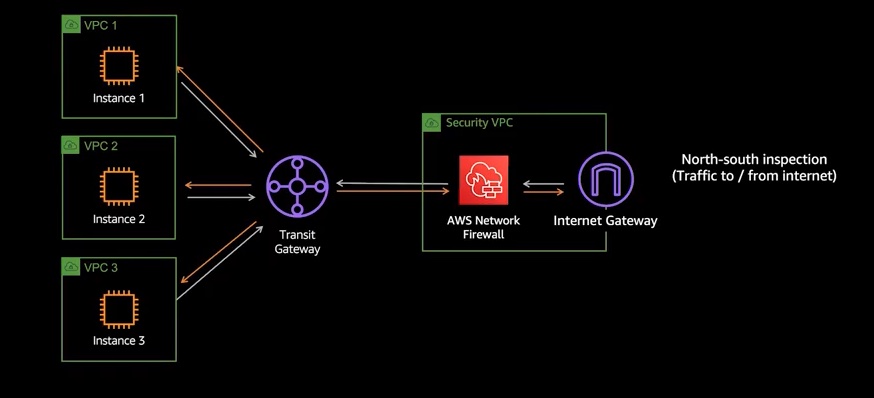 VPC 1
Instance 1
VPC 2
Instance 2
VPC 3
Instance 3
Transit
Gateway
Security VPC
AWS Network
Firewall
Internet Gateway
North-south inspection
(Traffic to / from internet)